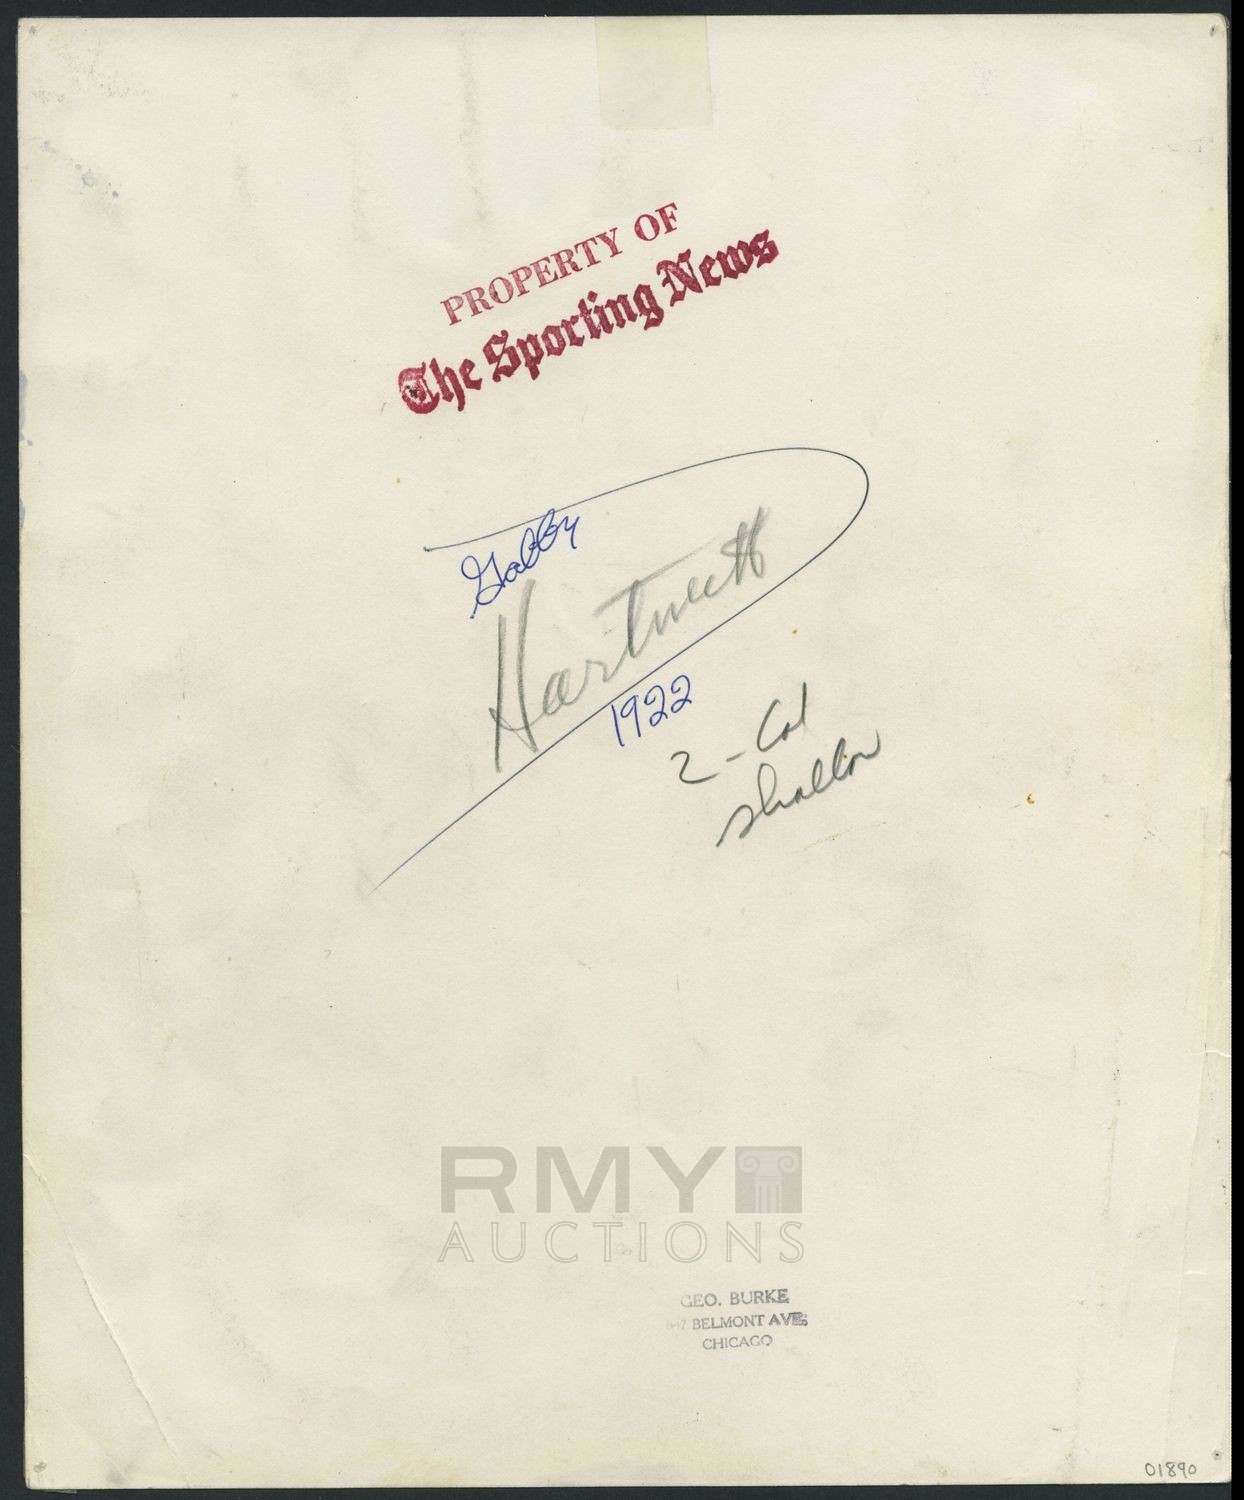 PROPERTY OF
The Sporting News
Gabby
Hartnett
1922
2 - Col
shallow
RMY
AUCTIONS
GEO. BURKE
BELMONT AVE.
CHICAGO
01890